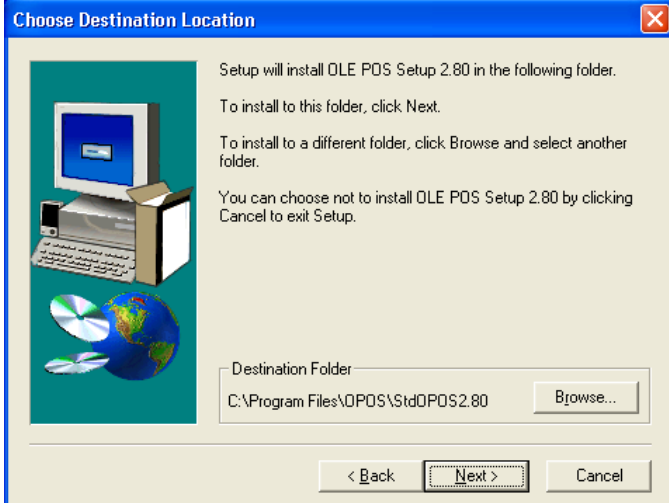 Choose Destination Location
Setup will install OLE POS Setup 2.80 in the following folder.
To install to this folder, click Next.
To install to a different folder, click Browse and select another
folder.
You can choose not to install OLE POS Setup 2.80 by clicking
Cancel to exit Setup.
Destination Folder
C:\Program Files\OPOS\StdOPOS2.80
Browse...
< Back
Next >
Cancel